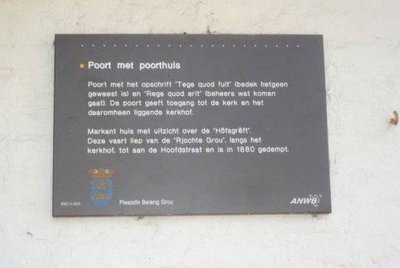 Poort met poorthuis
Poort met het opschrift "Tege quod fuit" (bedek hetgeen
geweest is) en "Rege quod erit" (beheers wat komen
gaat). De poort geeft toegang tot de kerk en het
daaromheen liggende kerkhof.
Markant huis met uitzicht over de "Hôfsgrêft".
Deze vaart liep van de "Rjochte Grou", langs het
kerkhof, tot aan de Hoofdstraat en is in 1880 gedempt.
Plaatslik Belang Grou
ANWB